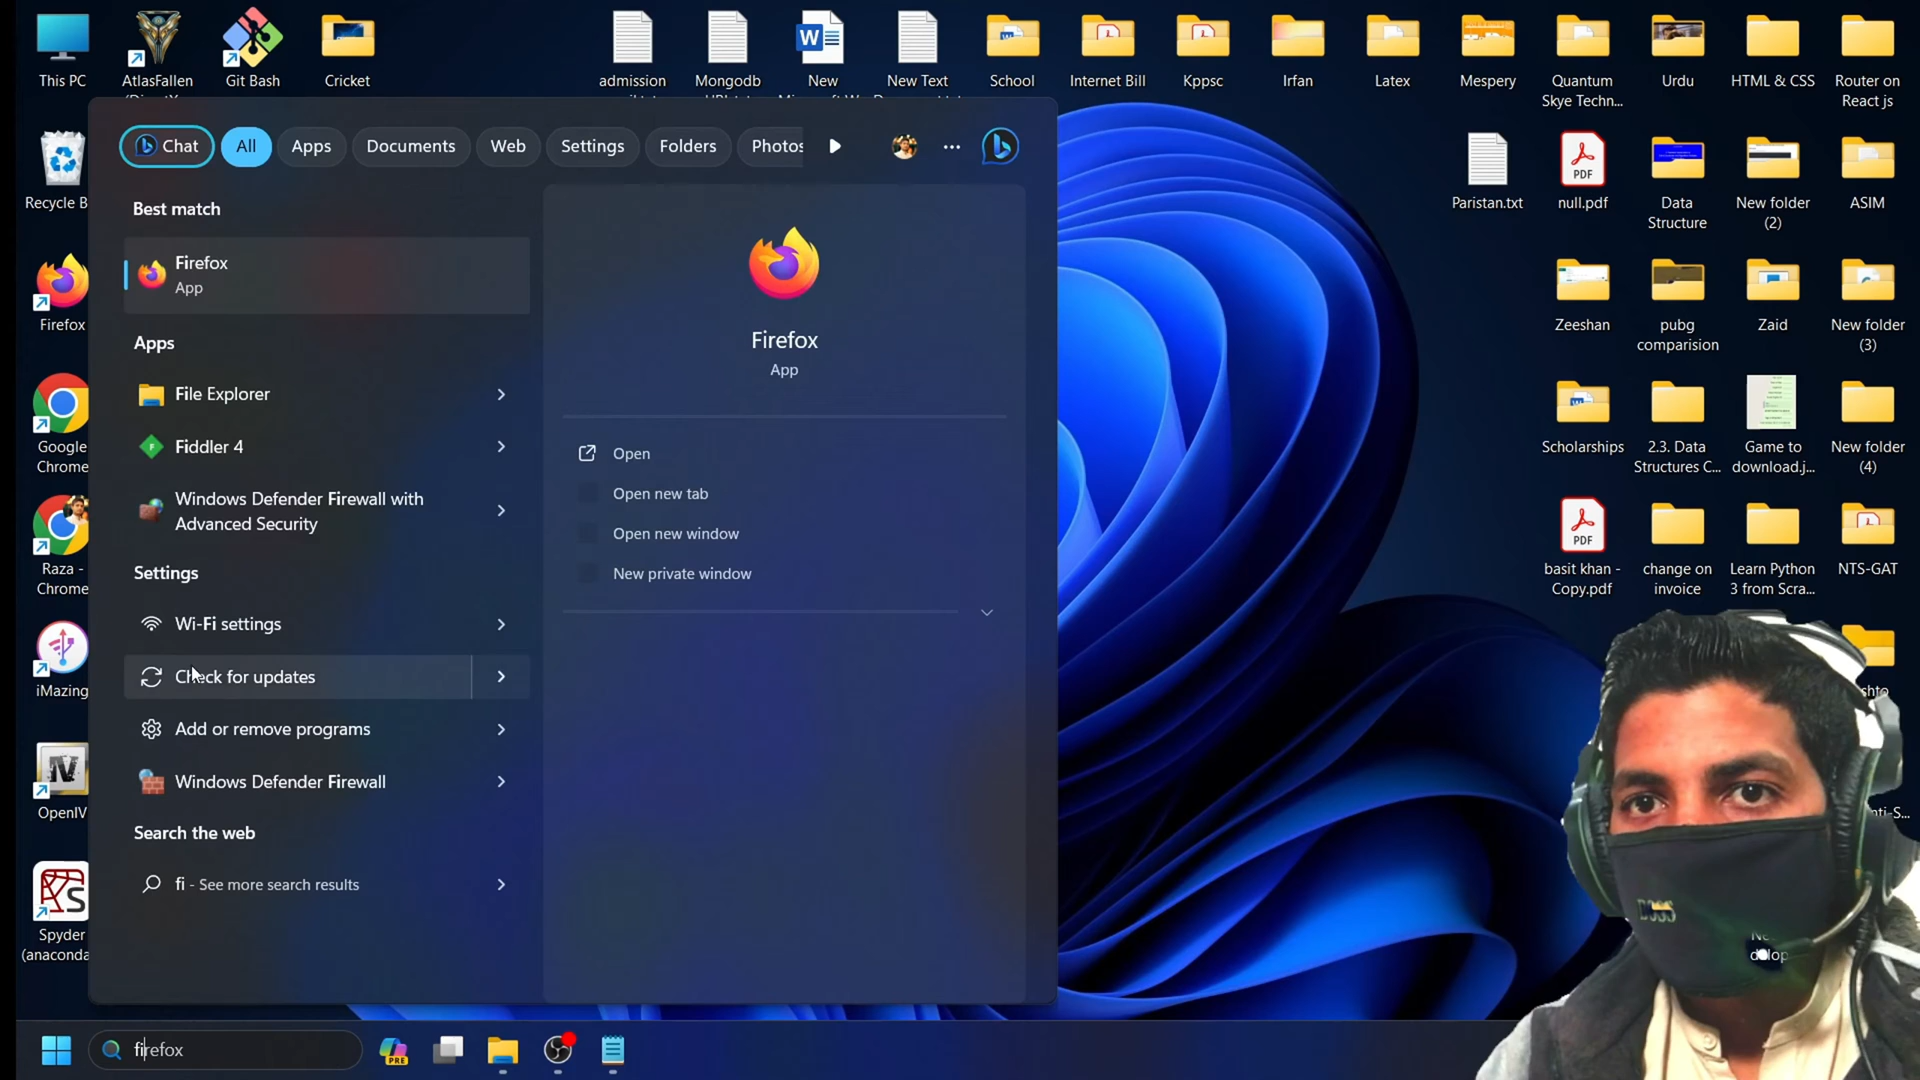 This PC
AtlasFallen
Git Bash
Cricket
admission
Mongodb
New
New Text
School
Internet Bill
Kppsc
Irfan
Latex
Mespery
Quantum
Skye Techn...
Urdu
HTML & CSS
Router on
React js
Chat
All
Apps
Documents
Web
Settings
Folders
Photos
Recycle B
Paristan.txt
PDF
null.pdf
Data
Structure
New folder
(2)
ASIM
Best match
Firefox
App
Firefox
App
Firefox
Zeeshan
pubg
comparision
Zaid
New folder
(3)
Apps
File Explorer
Fiddler 4
Windows Defender Firewall with
Advanced Security
Open
Open new tab
Open new window
New private window
Google
Chrome
Scholarships
2.3. Data
Structures C...
Game to
download.j...
New folder
(4)
Raza -
Chrome
PDF
basit khan -
Copy.pdf
change on
invoice
Learn Python
3 from Scra...
NTS-GAT
Settings
Wi-Fi settings
Check for updates
Add or remove programs
Windows Defender Firewall
iMazing
OpenIV
Search the web
fi - See more search results
Spyder
(anaconda
firefox
PRE